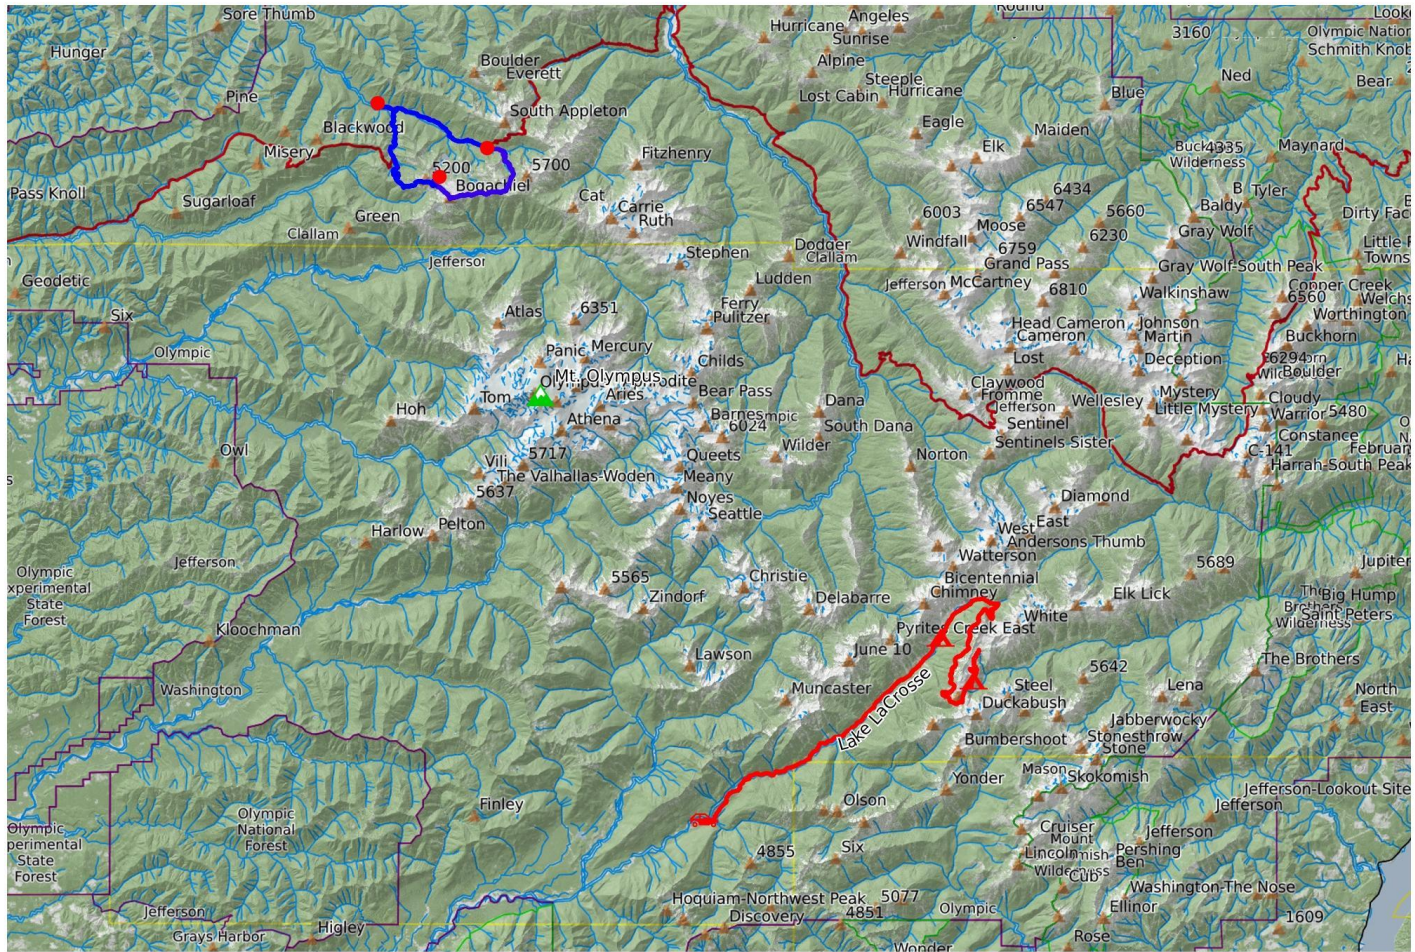 Sore Thumb
Hurricane
Angeles
Sunrise
Round
3160
Olympic Natio
Schmith Knob
Hunger
Boulder
Everett
Alpine
Steeple
Hurricane
Lost Cabin
Ned
Bear
Blue
Pine
South Appleton
Blackwood
Eagle
Maiden
Elk
Buck
4335
Wilderness
Maynard
Misery
5200
5700
Fitzhenry
Pass Knoll
Bogachiel
Sugarloaf
Cat
Carrie
Ruth
6434
6547
B
Tyler
Baldy
Green
6003
Moose
5660
Dirty Fac
Clallam
Windfall
6759
6230
Gray Wolf
Dodger
Clallam
Little
Towns
Jefferson
Stephen
Grand Pass
Gray Wolf-South Peak
Geodetic
Ludden
Jefferson
McCartney
6810
Walkinshaw
Copper Creek
6560
Welch
Six
Atlas
6351
Ferry
Pulitzer
Head Cameron
Cameron
Johnson
Martin
Worthington
Buckhorn
Olympic
Panic
Mercury
Childs
Lost
Deception
6294
Boulder
Mt. Olympus
Tom
Aries
Bear Pass
Claywood
Fromme
Mystery
Little Mystery
Cloudy
Hoh
Athena
Barnes
6024
Dana
South Dana
Jefferson
Sentinel
Wellesley
Warrior
5480
Constance
Owl
5717
Vili
Queets
Wilder
Sentinels Sister
C-141
Februar
The Valhallas-Woden
Meany
Norton
Harrah-South Peak
5637
Noyes
Seattle
Diamond
Harlow
Pelton
West
East
Andersons Thumb
Jefferson
Watterson
5689
Jupiter
Olympic
xperimental
State
Forest
5565
Zindorf
Christie
Delabarre
Bicentennial
Chimney
White
Elk Lick
The
Brothers
Wilderness
Big Hump
Saint Peters
Kloochman
Pyrites Creek East
June 10
Lawson
Lake LaCrosse
Muncaster
5642
The Brothers
Washington
Steel
Duckabush
Lena
North
East
Bumbershoot
Jabberwocky
Stonesthrow
Stone
Yonder
Mason
Skokomish
Jefferson-Lookout Site
Jefferson
Finley
Olson
Olympic
National
Forest
Olympic
perimental
State
Forest
Six
Cruiser
Mount
Jefferson
4855
Lincoln
Pershing
Ben
Cub
Hoquiam-Northwest Peak
Discovery
5077
4851
Olympic
Washington-The Nose
Ellinor
Jefferson
Grays Harbor
Higley
1609
Wonder
Rose